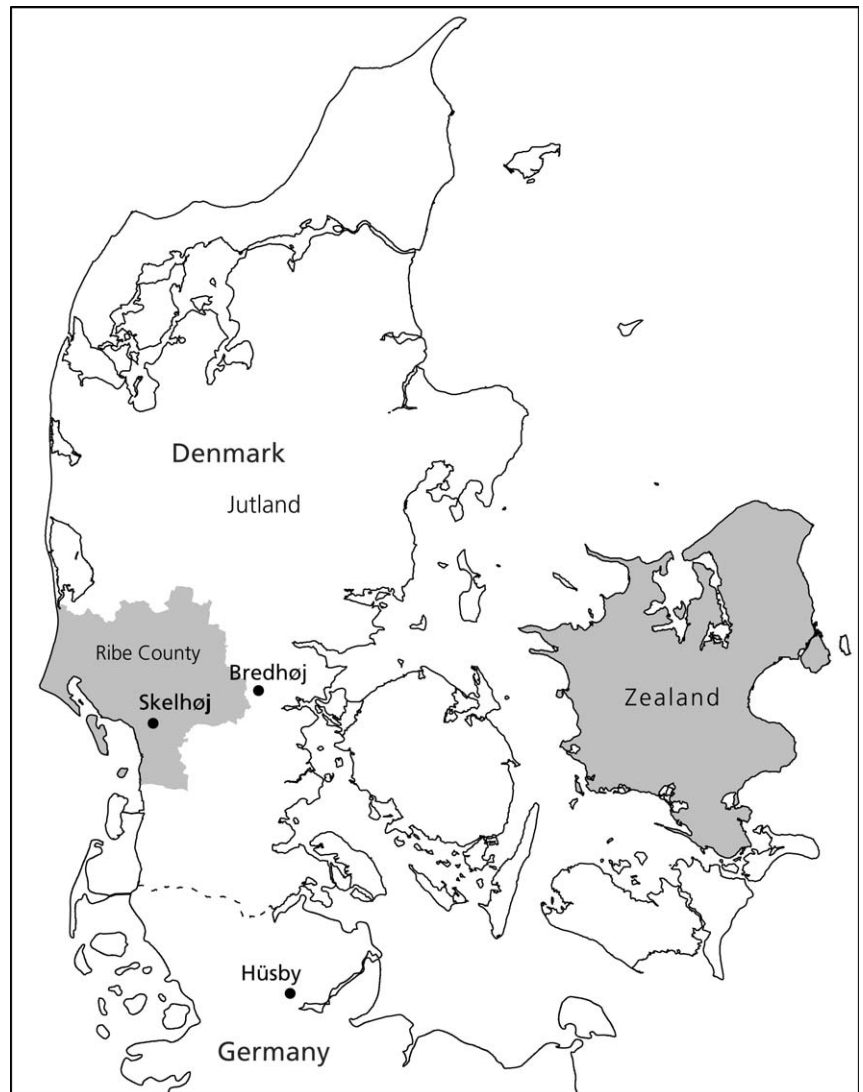 Denmark
Jutland
Ribe County
Bredhøj
Skelhøj
Zealand
Hüsby
Germany